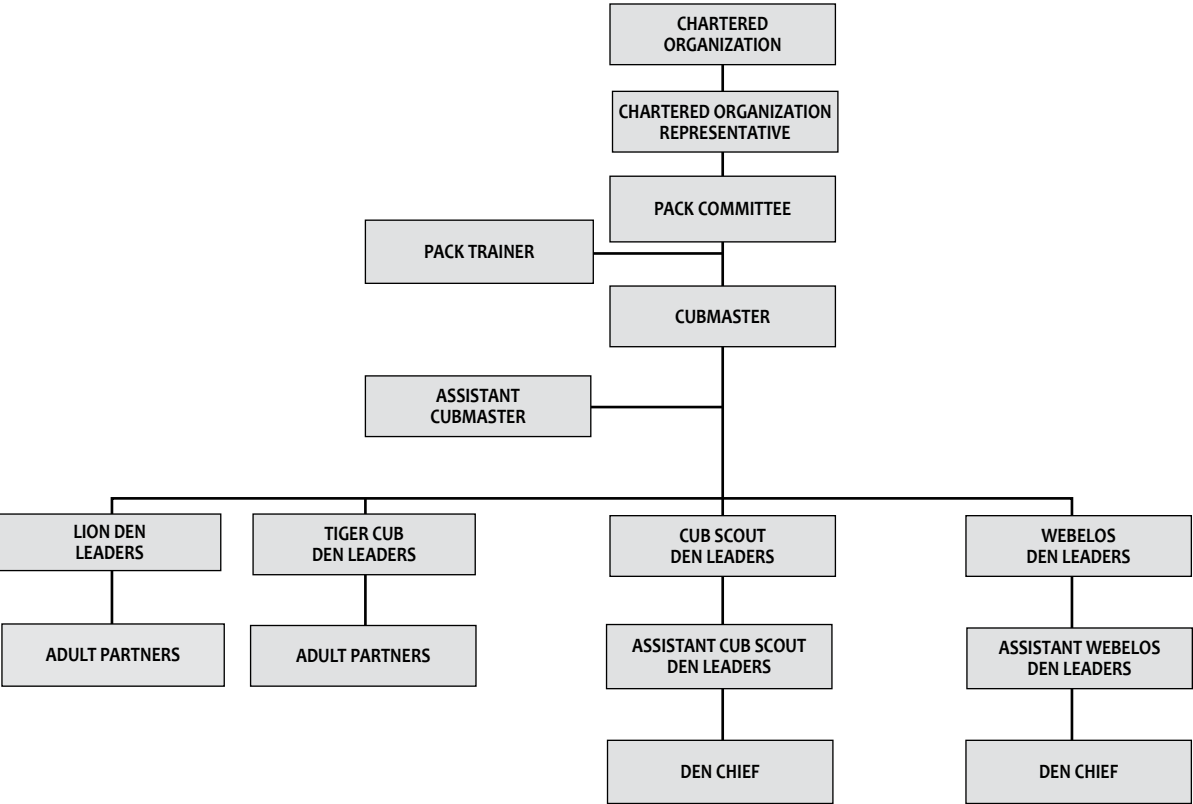 CHARTERED
ORGANIZATION
CHARTERED ORGANIZATION
REPRESENTATIVE
PACK COMMITTEE
PACK TRAINER
CUBMASTER
ASSISTANT
CUBMASTER
LION DEN
LEADERS
TIGER CUB
DEN LEADERS
CUB SCOUT
DEN LEADERS
WEBELOS
DEN LEADERS
ADULT PARTNERS
ADULT PARTNERS
ASSISTANT CUB SCOUT
DEN LEADERS
ASSISTANT WEBELOS
DEN LEADERS
DEN CHIEF
DEN CHIEF